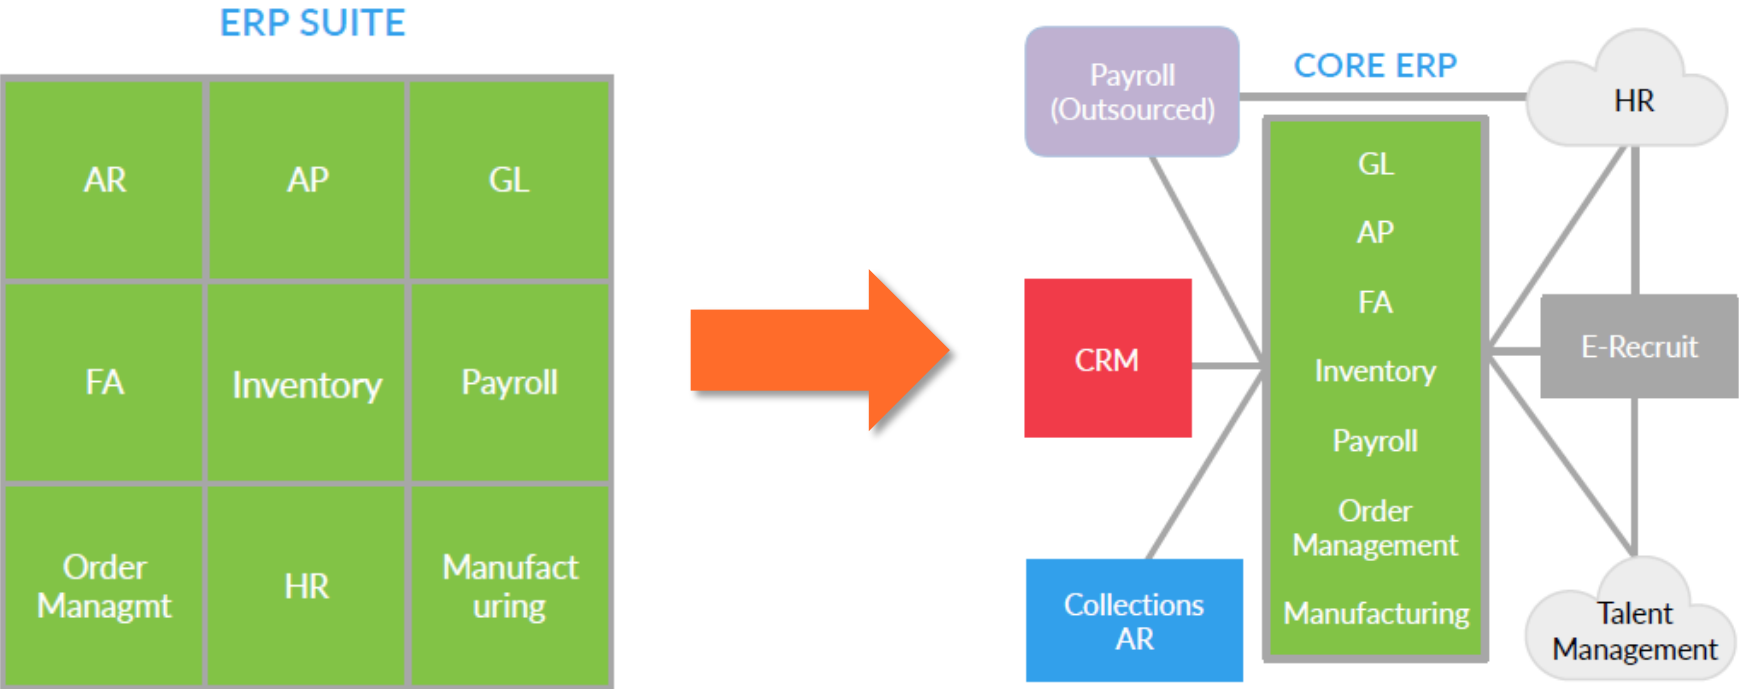 ERP SUITE
AR
AP
GL
FA
Inventory
Payroll
Order
Managmt
HR
Manufact
uring
Payroll
(Outsourced)
CORE ERP
HR
GL
AP
FA
Inventory
Payroll
Order
Management
Manufacturing
CRM
Collections
AR
E-Recruit
Talent
Management